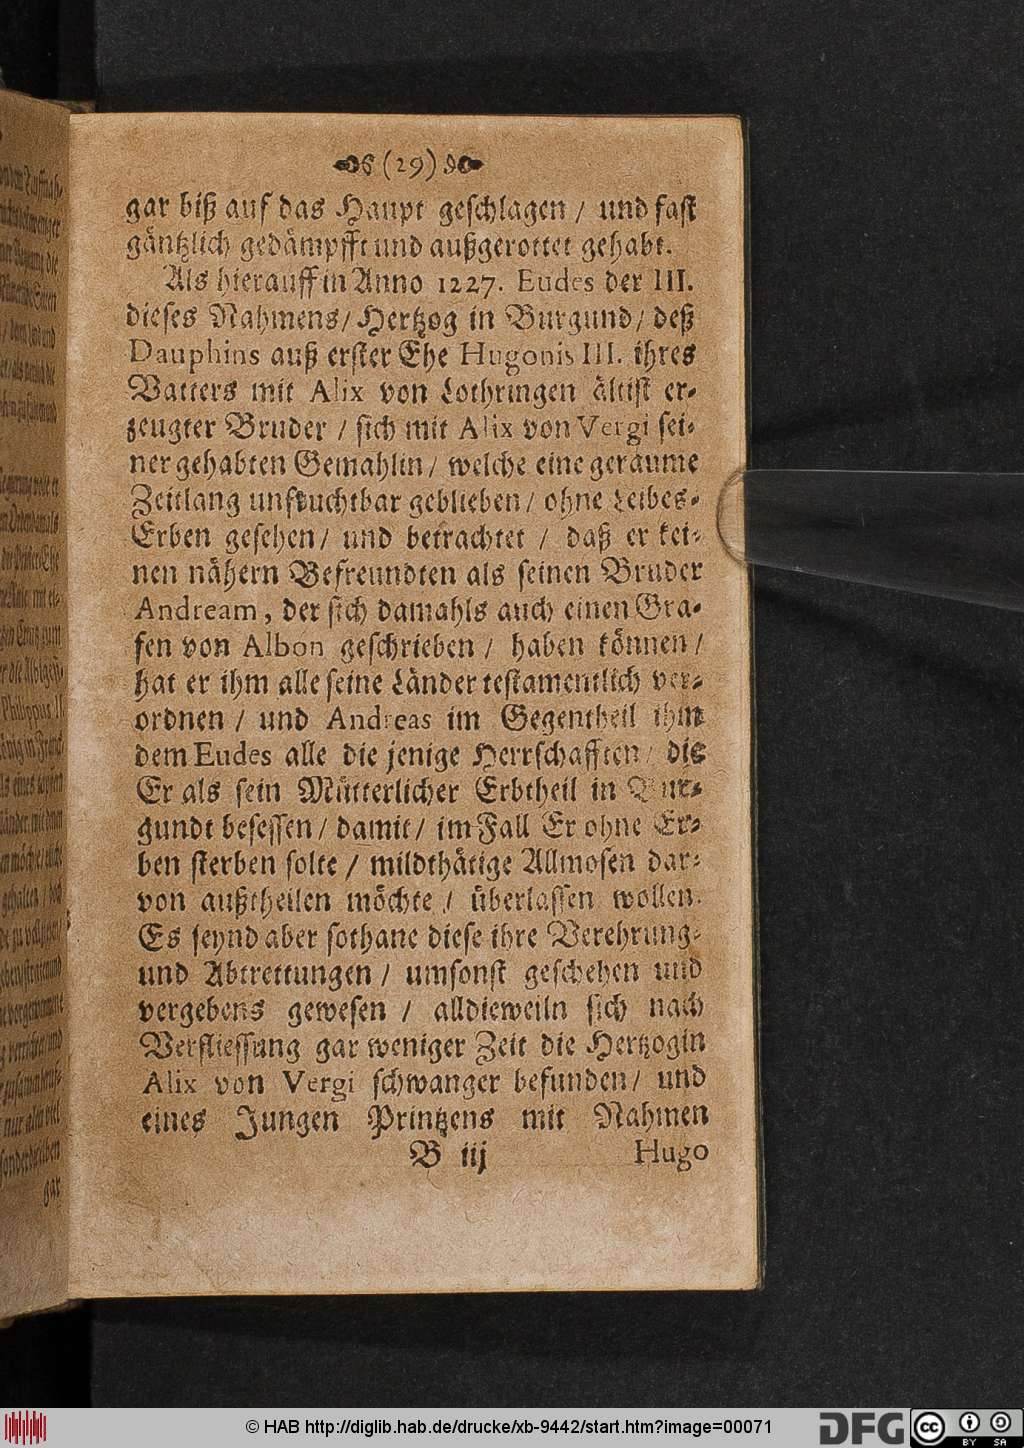 (29)
gar biß auf das Haupt geschlagen / und fast
gäntzlich gedämpfft und außgerottet gehabt.
Als hierauff in Anno 1227. Eudes der III.
dieses Nahmens / Hertzog in Burgund / deß
Dauphins auß erster Ehe Hugonis III. ihres
Vatters mit Alix von Lothringen ältist er-
zeugter Bruder / sich mit Alix von Vergi sei-
ner gehabten Gemahlin / welche eine geraume
Zeitlang unfruchtbar geblieben / ohne Leibes-
Erben gesehen / und betrachtet / daß er kei-
nen nähern Befreundten als seinen Bruder
Andream, der sich damahls auch einen Gra-
fen von Albon geschrieben / haben können /
hat er ihm alle seine Länder testamentlich ver-
ordnen / und Andreas im Gegentheil ihm
dem Eudes alle die jenige Herrschafften / die
Er als sein Mütterlicher Erbtheil in Bur-
gundt besessen / damit / im Fall Er ohne Er-
ben sterben solte / mildthätige Allmosen dar-
von außtheilen möchte / überlassen wollen.
Es seynd aber sothane diese ihre Verehrung-
und Abtrettungen / umsonst geschehen und
vergebens gewesen / alldieweiln sich nach
Verfliessung gar weniger Zeit die Hertzogin
Alix von Vergi schwanger befunden / und
eines Jungen Printzens mit Nahmen
B iij Hugo
gar
© HAB http://diglib.hab.de/drucke/xb-9442/start.htm?image=00071
DFG
cc BY SA